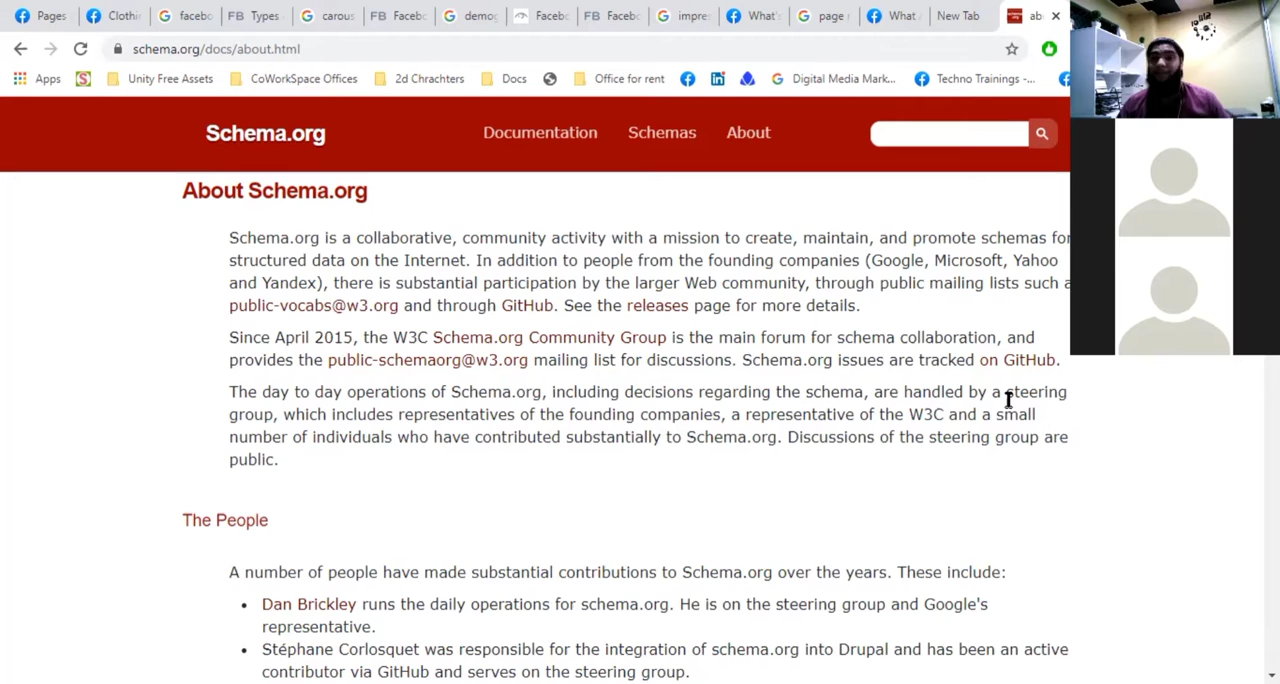 Pages
Clothi
facebo
FB Types
carous
FB Facebo
demog
Facebo
FB Facebo
impre
What's
page r
What
New Tab
ab
schema.org/docs/about.html
Apps
S
Unity Free Assets
CoWorkSpace Offices
2d Chrachters
Docs
Office for rent
Digital Media Mark...
Techno Trainings -...
Schema.org
Documentation
Schemas
About
About Schema.org
Schema.org is a collaborative, community activity with a mission to create, maintain, and promote schemas for
structured data on the Internet. In addition to people from the founding companies (Google, Microsoft, Yahoo
and Yandex), there is substantial participation by the larger Web community, through public mailing lists such a
public-vocabs@w3.org and through GitHub. See the releases page for more details.
Since April 2015, the W3C Schema.org Community Group is the main forum for schema collaboration, and
provides the public-schemaorg@w3.org mailing list for discussions. Schema.org issues are tracked on GitHub.
The day to day operations of Schema.org, including decisions regarding the schema, are handled by a steering
group, which includes representatives of the founding companies, a representative of the W3C and a small
number of individuals who have contributed substantially to Schema.org. Discussions of the steering group are
public.
The People
A number of people have made substantial contributions to Schema.org over the years. These include:
Dan Brickley runs the daily operations for schema.org. He is on the steering group and Google's
representative.
Stéphane Corlosquet was responsible for the integration of schema.org into Drupal and has been an active
contributor via GitHub and serves on the steering group.